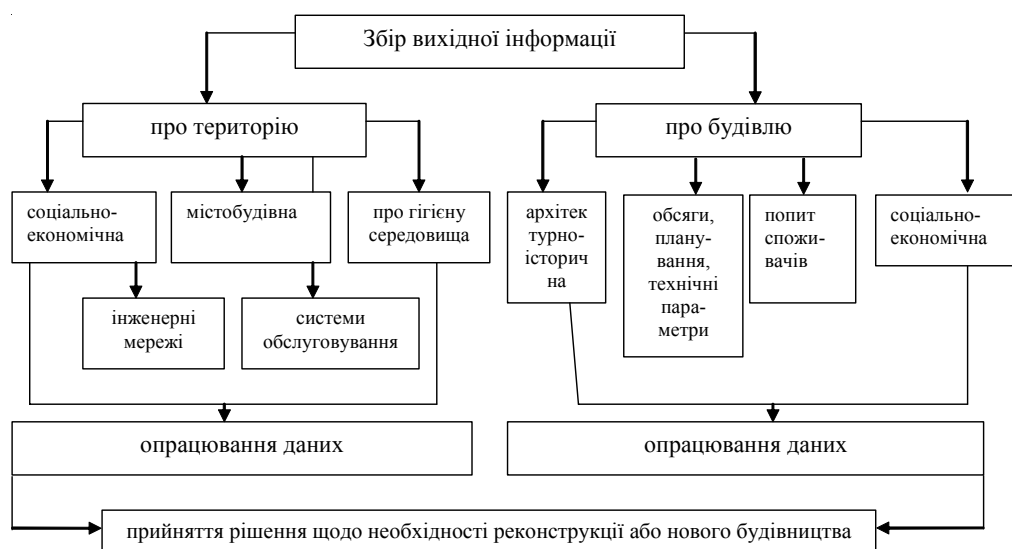 Збір вихідної інформації
про територію
про будівлю
соціально-
економічна
містобудівна
про гігієну
середовища
архітек
турно-
історич
на
обсяги,
плану-
вання,
технічні
пара-
метри
попит
споживи-
вачів
соціально-
економічна
інженерні
мережі
системи
обслуговування
опрацювання даних
опрацювання даних
прийняття рішення щодо необхідності реконструкції або нового будівництва